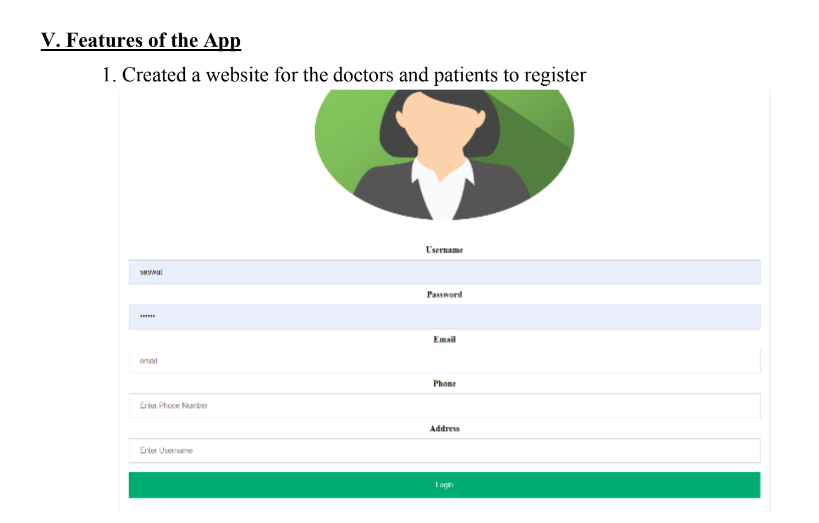 V. Features of the App
1. Created a website for the doctors and patients to register
Username
seswal
Password
••••••
Email
email
Phone
Enter Phone Number
Address
Enter Username
Login